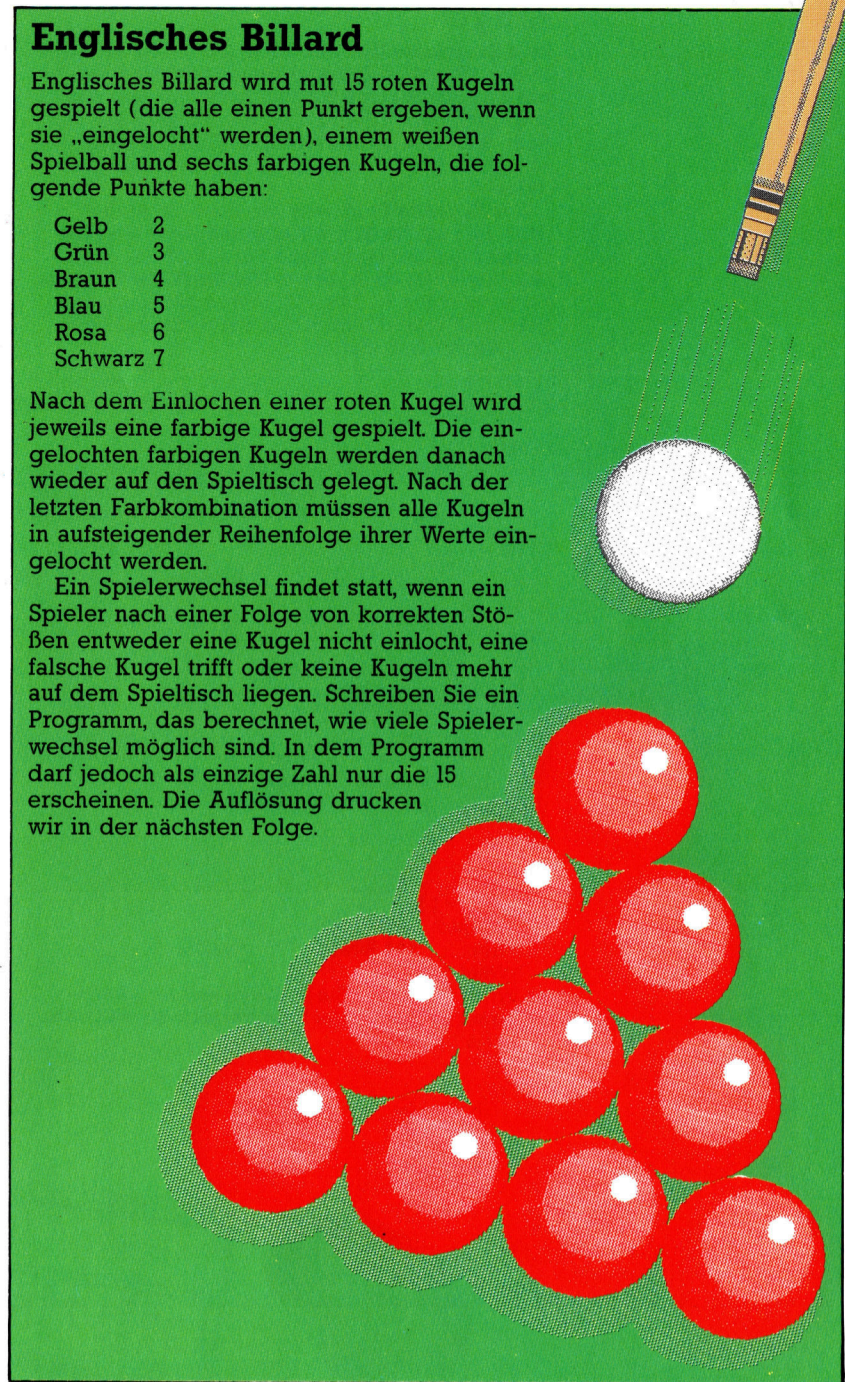 Englisches Billard
Englisches Billard wird mit 15 roten Kugeln
gespielt (die alle einen Punkt ergeben, wenn
sie „eingelocht“ werden), einem weißen
Spielball und sechs farbigen Kugeln, die fol-
gende Punkte haben:
Gelb 2
Grün 3
Braun 4
Blau 5
Rosa 6
Schwarz 7
Nach dem Einlochen einer roten Kugel wird
jeweils eine farbige Kugel gespielt. Die ein-
gelochten farbigen Kugeln werden danach
wieder auf den Spieltisch gelegt. Nach der
letzten Farbkombination müssen alle Kugeln
in aufsteigender Reihenfolge ihrer Werte ein-
gelocht werden.
Ein Spielerwechsel findet statt, wenn ein
Spieler nach einer Folge von korrekten Stö-
ßen entweder eine Kugel nicht einlocht, eine
falsche Kugel trifft oder keine Kugeln mehr
auf dem Spieltisch liegen. Schreiben Sie ein
Programm, das berechnet, wie viele Spieler-
wechsel möglich sind. In dem Programm
darf jedoch als einzige Zahl nur die 15
erscheinen. Die Auflösung drucken
wir in der nächsten Folge.